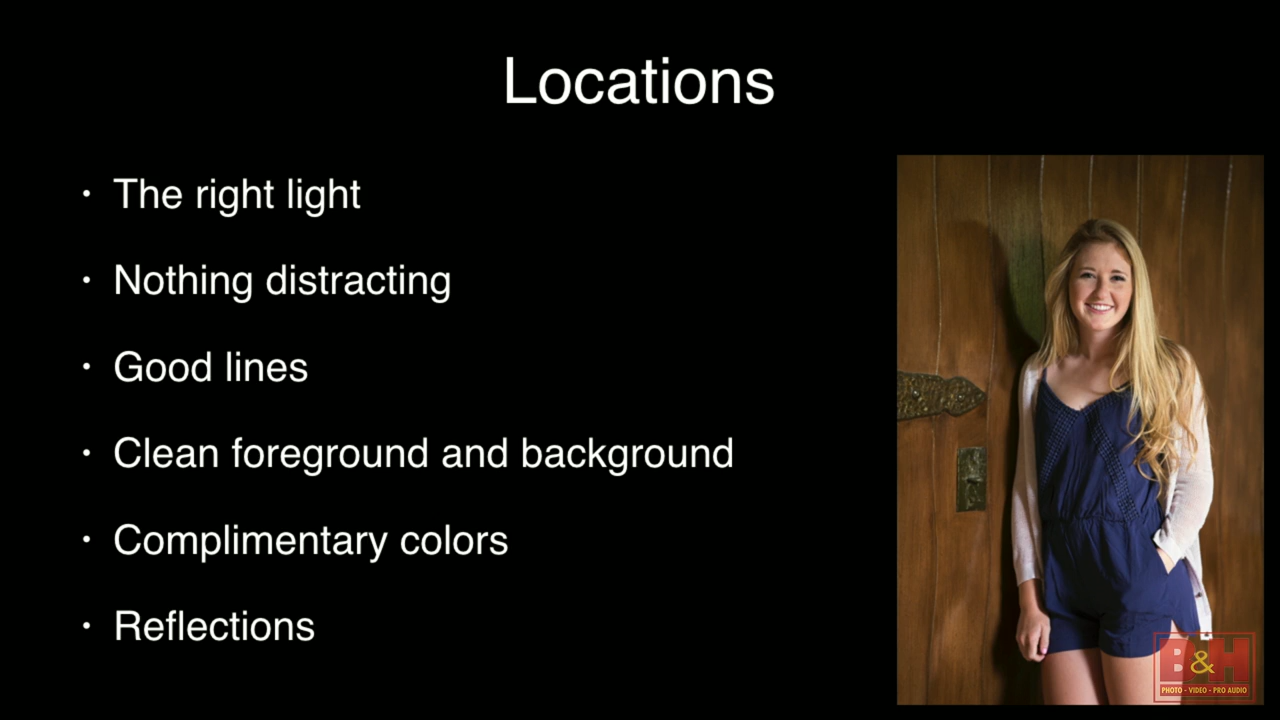 Locations
• The right light
• Nothing distracting
• Good lines
• Clean foreground and background
• Complimentary colors
• Reflections
B&H
PHOTO - VIDEO - PRO AUDIO